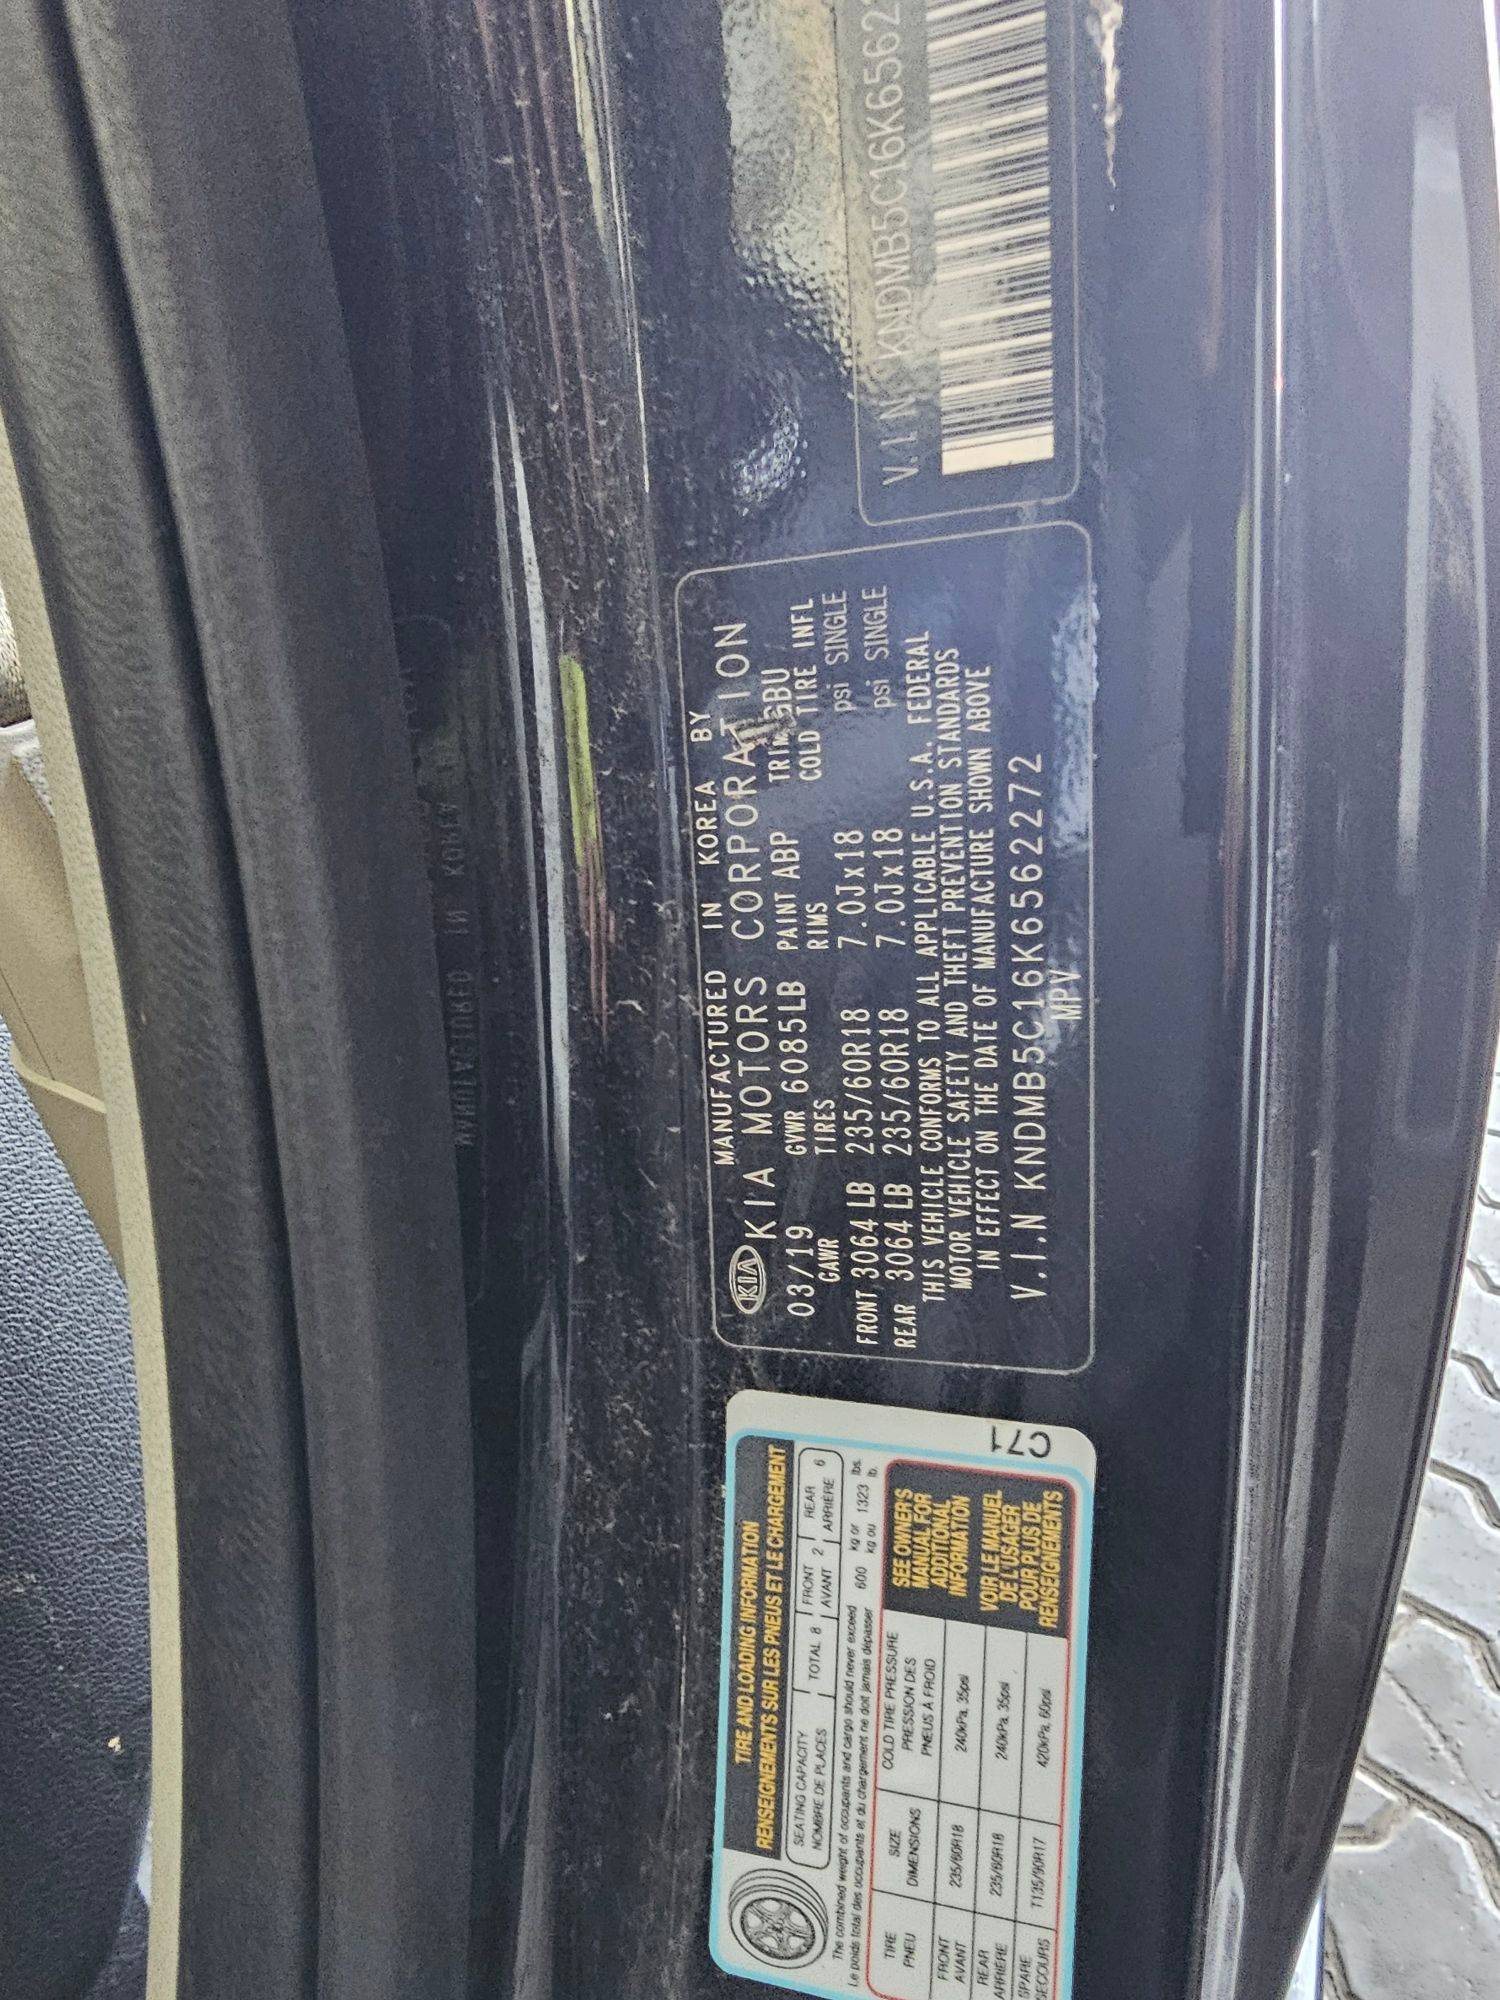 TIRE AND LOADING INFORMATION
RENSEIGNEMENTS SUR LES PNEUS ET LE CHARGEMENT
SEATING CAPACITY TOTAL 8 FRONT 2 REAR 6
NOMBRE DE PLACES AVANT ARRIÈRE
The combined weight of occupants and cargo should never exceed 600 kg or 1323 lbs.
Le poids total des occupants et du chargement ne doit jamais dépasser kg ou lb.
TIRE SIZE COLD TIRE PRESSURE
PNEU DIMENSIONS PRESSION DES
PNEUS À FROID
FRONT 235/60R18 240kPa, 35psi
AVANT
REAR 235/60R18 240kPa, 35psi
ARRIÈRE
SPARE T135/90R17 420kPa, 60psi
SECOURS
SEE OWNER'S
MANUAL FOR
ADDITIONAL
INFORMATION
VOIR LE MANUEL
DE L'USAGER
POUR PLUS DE
RENSEIGNEMENTS
C71
MANUFACTURED IN KOREA BY
KIA KIA MOTORS CORPORATION
03/19 GVWR 6085LB PAINT ABP TRIM GBU
GAWR TIRES RIMS COLD TIRE INFL
FRONT 3064 LB 235/60R18 7.0Jx18 psi SINGLE
REAR 3064 LB 235/60R18 7.0Jx18 psi SINGLE
THIS VEHICLE CONFORMS TO ALL APPLICABLE U.S.A. FEDERAL
MOTOR VEHICLE SAFETY AND THEFT PREVENTION STANDARDS
IN EFFECT ON THE DATE OF MANUFACTURE SHOWN ABOVE
V.I.N KNDMB5C16K6562272
MPV
V.I.N KNDMB5C16K6562